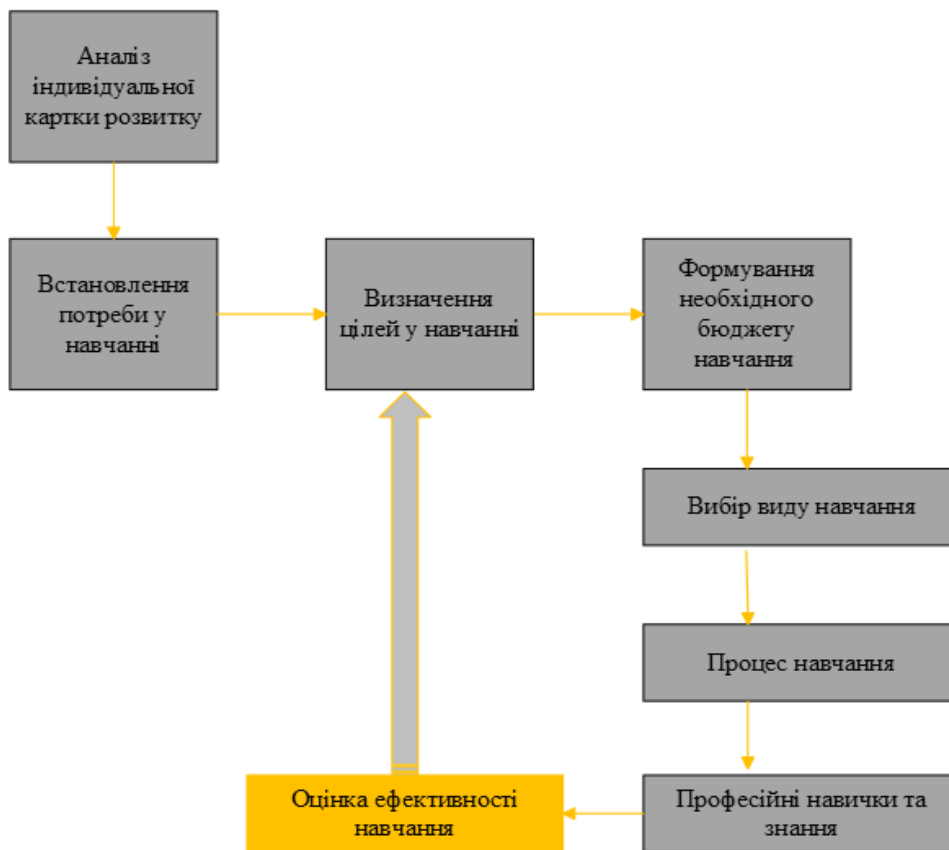 Аналіз
індивідуальної
картки розвитку
Встановлення
потреби у
навчанні
Визначення
цілей у навчанні
Формування
необхідного
бюджету
навчання
Вибір виду навчання
Процес навчання
Професійні навички та
знання
Оцінка ефективності
навчання